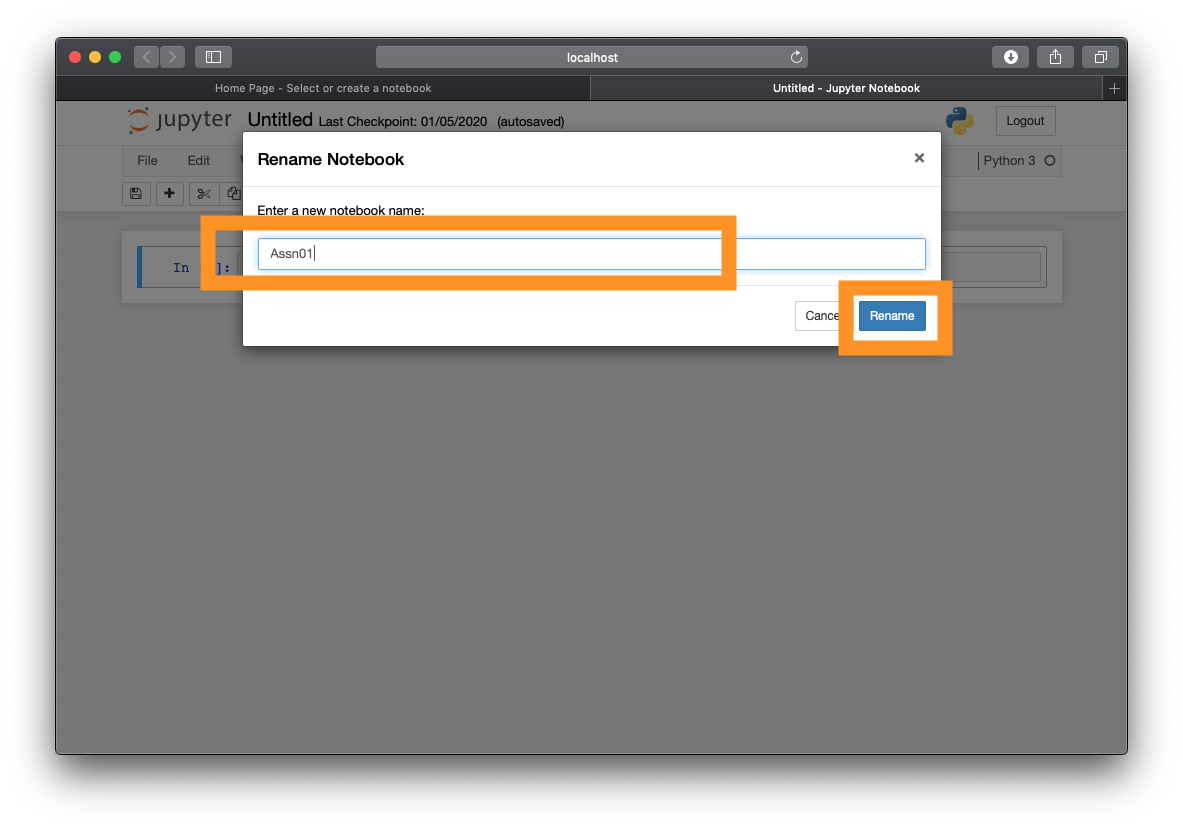 localhost
Home Page - Select or create a notebook
Untitled - Jupyter Notebook
jupyter Untitled Last Checkpoint: 01/05/2020 (autosaved)
Logout
Rename Notebook
File Edit
Python 3
Enter a new notebook name:
Assn01
In ]:
Cance
Rename